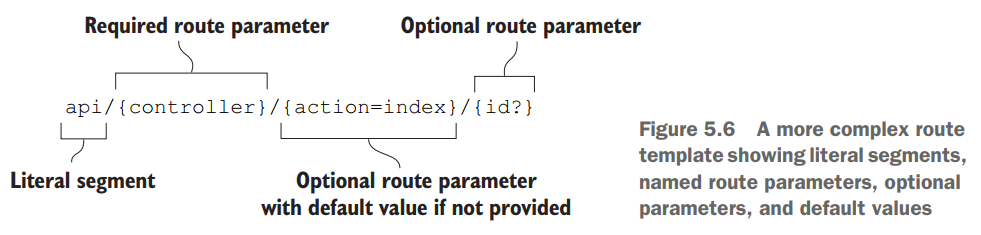 Required route parameter
Optional route parameter
api/{controller}/{action=index}/{id?}
Literal segment
Optional route parameter
with default value if not provided
Figure 5.6 A more complex route
template showing literal segments,
named route parameters, optional
parameters, and default values